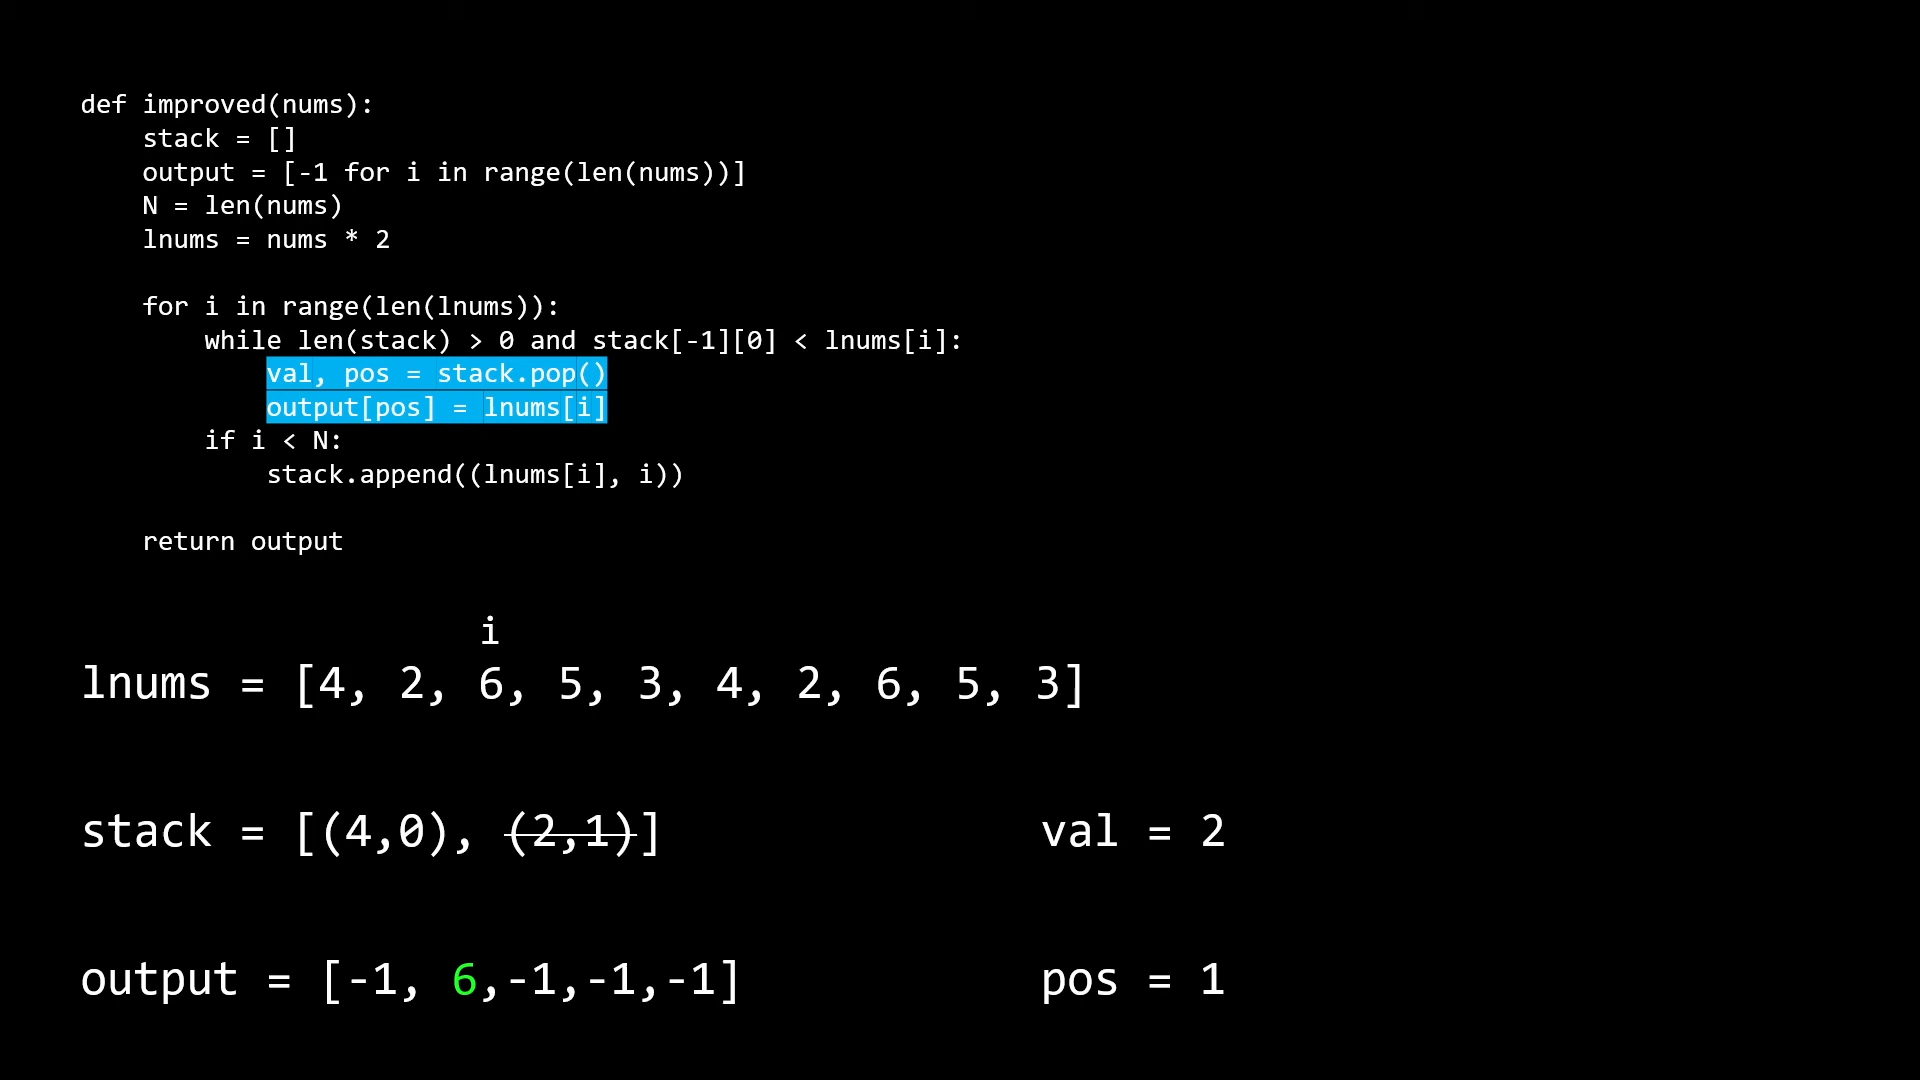 def improved(nums):
    stack = []
    output = [-1 for i in range(len(nums))]
    N = len(nums)
    lnums = nums * 2
    for i in range(len(lnums)):
        while len(stack) > 0 and stack[-1][0] < lnums[i]:
            val, pos = stack.pop()
            output[pos] = lnums[i]
        if i < N:
            stack.append((lnums[i], i))
    return output
i
lnums = [4, 2, 6, 5, 3, 4, 2, 6, 5, 3]
stack = [(4,0), (2,1)]
val = 2
output = [-1, 6,-1,-1,-1]
pos = 1